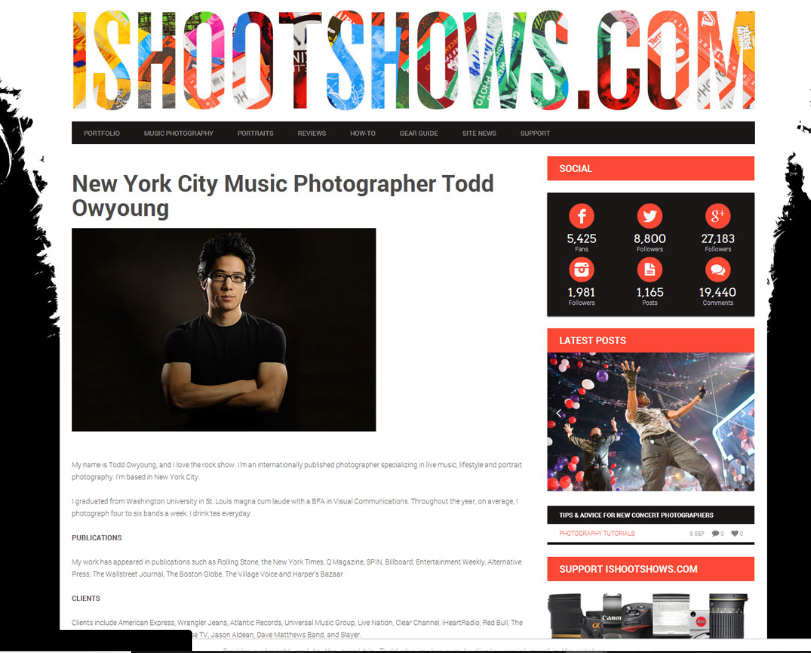 ISHOOTSHOWS.COM
PORTFOLIO MUSIC PHOTOGRAPHY PORTRAITS REVIEWS HOW-TO GEAR GUIDE SITE NEWS SUPPORT
New York City Music Photographer Todd
Owyoung
My name is Todd Owyoung, and I love the rock show. I'm an internationally published photographer specializing in live music, lifestyle and portrait
photography. I'm based in New York City.
I graduated from Washington University in St. Louis magna cum laude with a BFA in Visual Communications. Throughout the year, on average, I
photograph four to six bands a week. I drink tea everyday.
PUBLICATIONS
My work has appeared in publications such as Rolling Stone, the New York Times, Q Magazine, SPIN, Billboard, Entertainment Weekly, Alternative
Press, The Wallstreet Journal, The Boston Globe, The Village Voice and Harper's Bazaar.
CLIENTS
Clients include American Express, Wrangler Jeans, Atlantic Records, Universal Music Group, Live Nation, Clear Channel, iHeartRadio, Red Bull, The
se TV, Jason Aldean, Dave Matthews Band, and Slayer.
SOCIAL
5,425 8,800 27,183
Fans Followers Followers
1,981 1,165 19,440
Followers Posts Comments
LATEST POSTS
TIPS & ADVICE FOR NEW CONCERT PHOTOGRAPHERS
PHOTOGRAPHY TUTORIALS 6 SEP 0 0
SUPPORT ISHOOTSHOWS.COM
Canon